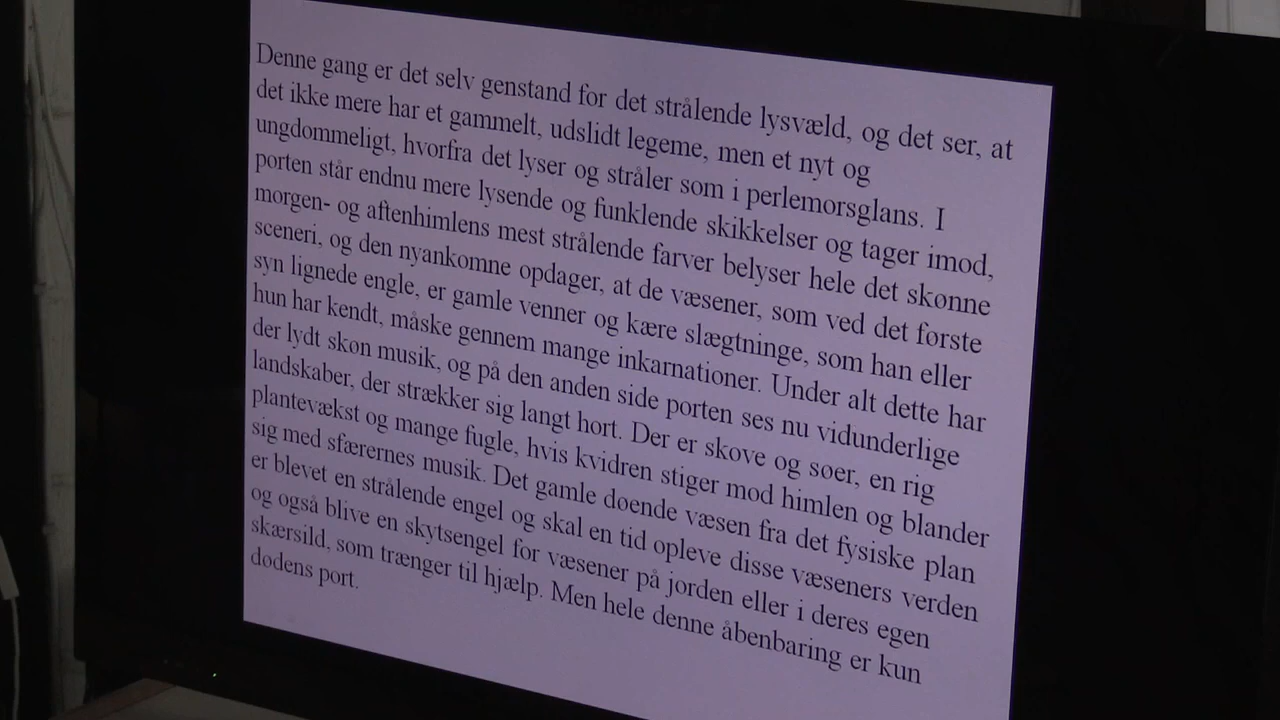 Denne gang er det selv genstand for det strålende lysvæld, og det ser, at
det ikke mere har et gammelt, udslidt legeme, men et nyt og
ungdommeligt, hvorfra det lyser og stråler som i perlemorsglans. I
porten står endnu mere lysende og funklende skikkelser og tager imod,
morgen- og aftenhimlens mest strålende farver belyser hele det skønne
sceneri, og den nyankomne opdager, at de væsener, som ved det første
syn lignede engle, er gamle venner og kære slægtninge, som han eller
hun har kendt, måske gennem mange inkarnationer. Under alt dette har
der lydt skøn musik, og på den anden side porten ses nu vidunderlige
landskaber, der strækker sig langt hort. Der er skove og søer, en rig
plantevækst og mange fugle, hvis kvidren stiger mod himlen og blander
sig med sfærernes musik. Det gamle døende væsen fra det fysiske plan
er blevet en strålende engel og skal en tid opleve disse væseners verden
og også blive en skytsengel for væsener på jorden eller i deres egen
skærsild, som trænger til hjælp. Men hele denne åbenbaring er kun
dødens port.